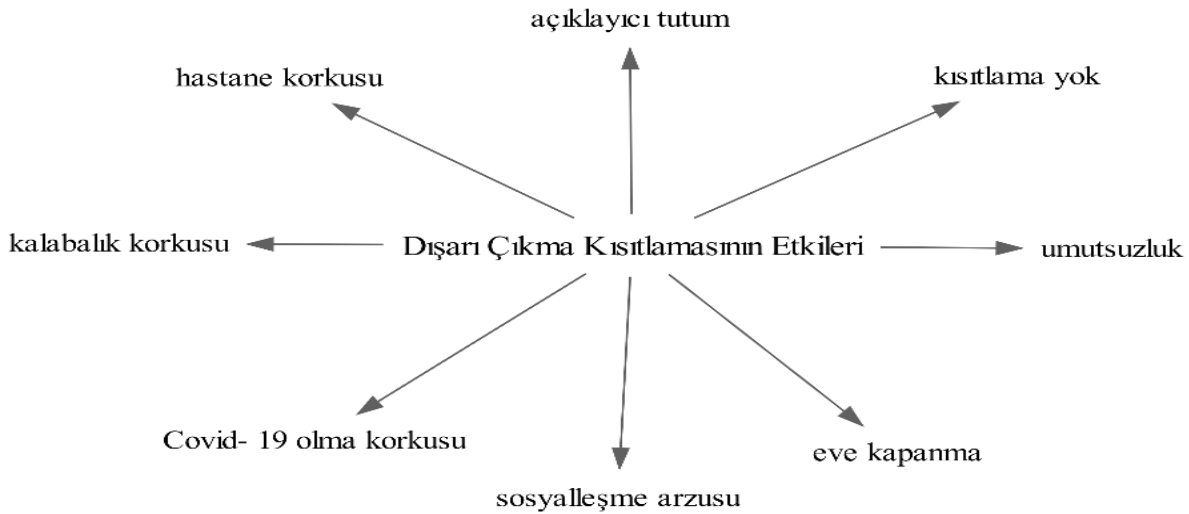 açıklayıcı tutum
hastane korkusu
kısıtlama yok
kalabalık korkusu
Dışarı Çıkma Kısıtlamasının Etkileri
umutsuzluk
Covid- 19 olma korkusu
eve kapanma
sosyalleşme arzusu